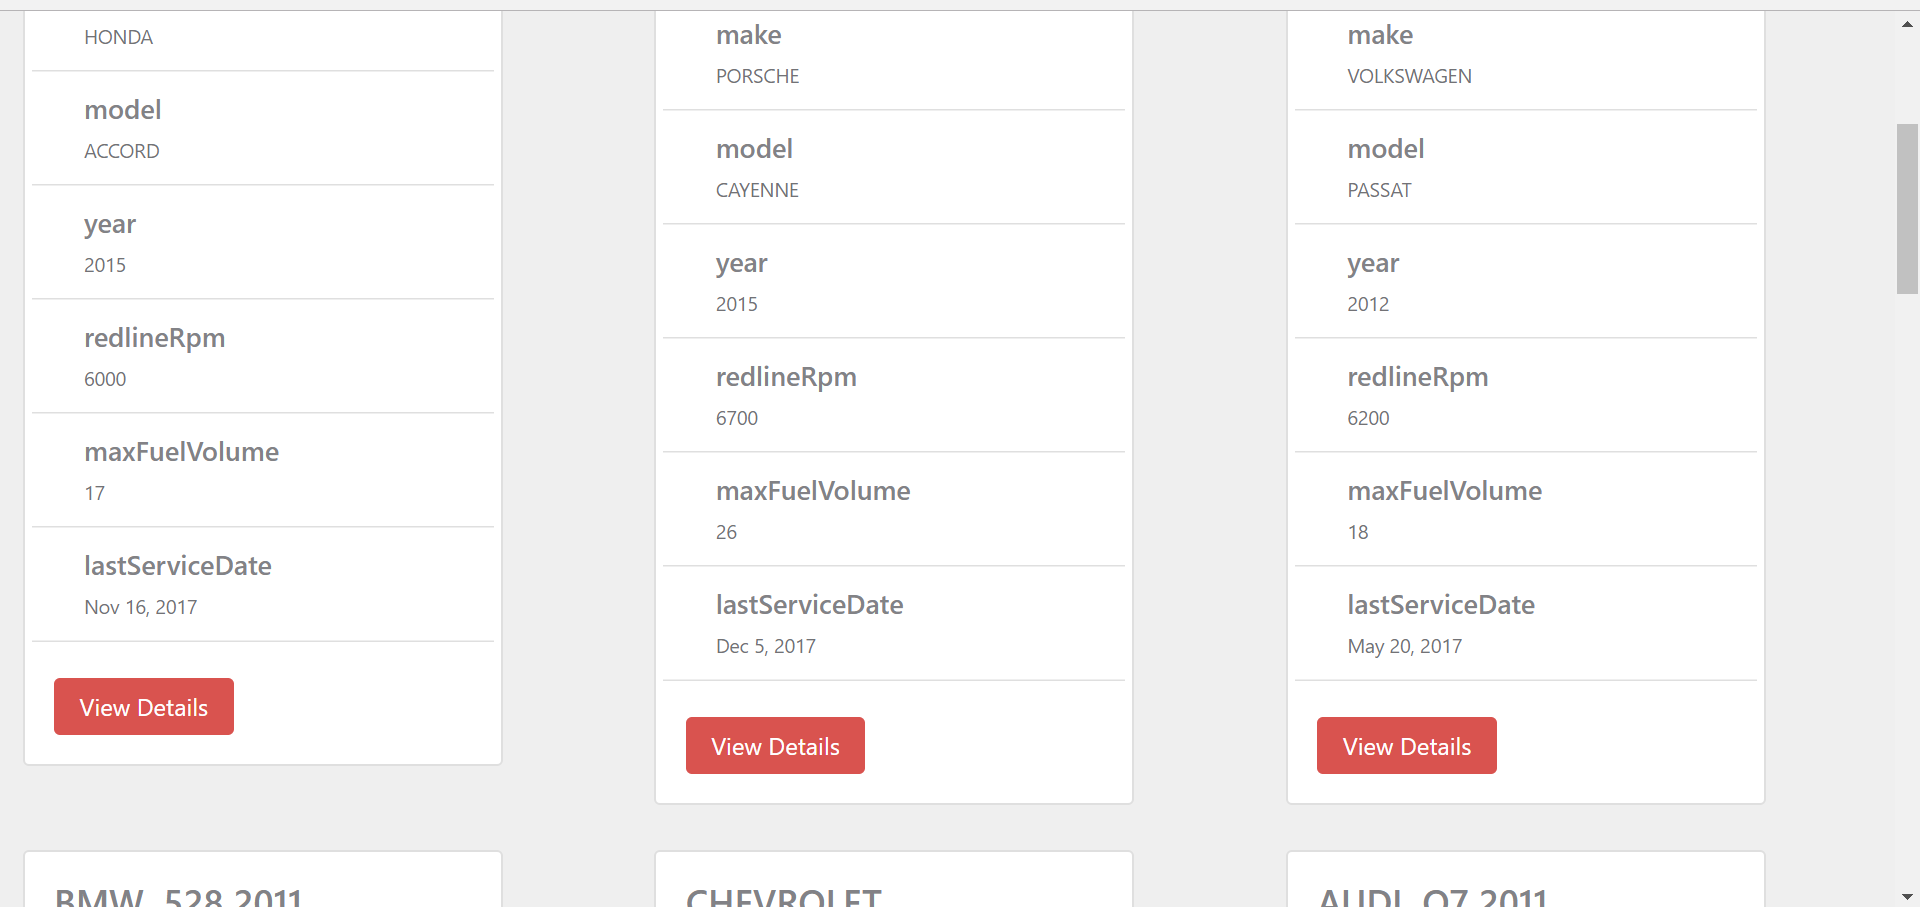 HONDA
model
ACCORD
year
2015
redlineRpm
6000
maxFuelVolume
17
lastServiceDate
Nov 16, 2017
View Details
make
PORSCHE
model
CAYENNE
year
2015
redlineRpm
6700
maxFuelVolume
26
lastServiceDate
Dec 5, 2017
View Details
make
VOLKSWAGEN
model
PASSAT
year
2012
redlineRpm
6200
maxFuelVolume
18
lastServiceDate
May 20, 2017
View Details
BMW 528 2011
CHEVROLET
AUDI Q7 2011